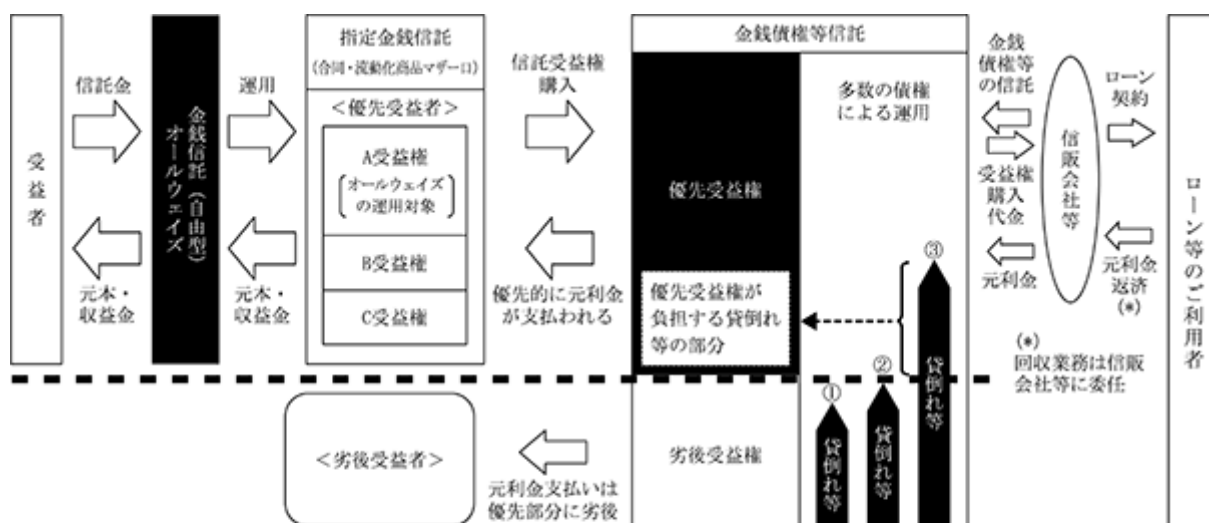 受益者
信託金
元本・
収益金
金銭信託（自由型）
オールウェイズ
運用
元本・
収益金
指定金銭信託
（合同・流動化商品マザー口）
＜優先受益者＞
A受益権
オールウェイズ
の運用対象
B受益権
C受益権
＜劣後受益者＞
信託受益権
購入
優先的に元利金
が支払われる
元利金支払いは
優先部分に劣後
金銭債権等信託
優先受益権
優先受益権が
負担する貸倒れ
等の部分
劣後受益権
多数の債権
による運用
①
貸倒れ等
②
貸倒れ等
③
貸倒れ等
金銭
債権等
の信託
受益権
購入
代金
元利金
信販会社等
ローン
契約
元利金
返済
(*)
(*)
回収業務は信販
会社等に委任
ローン等のご利用者